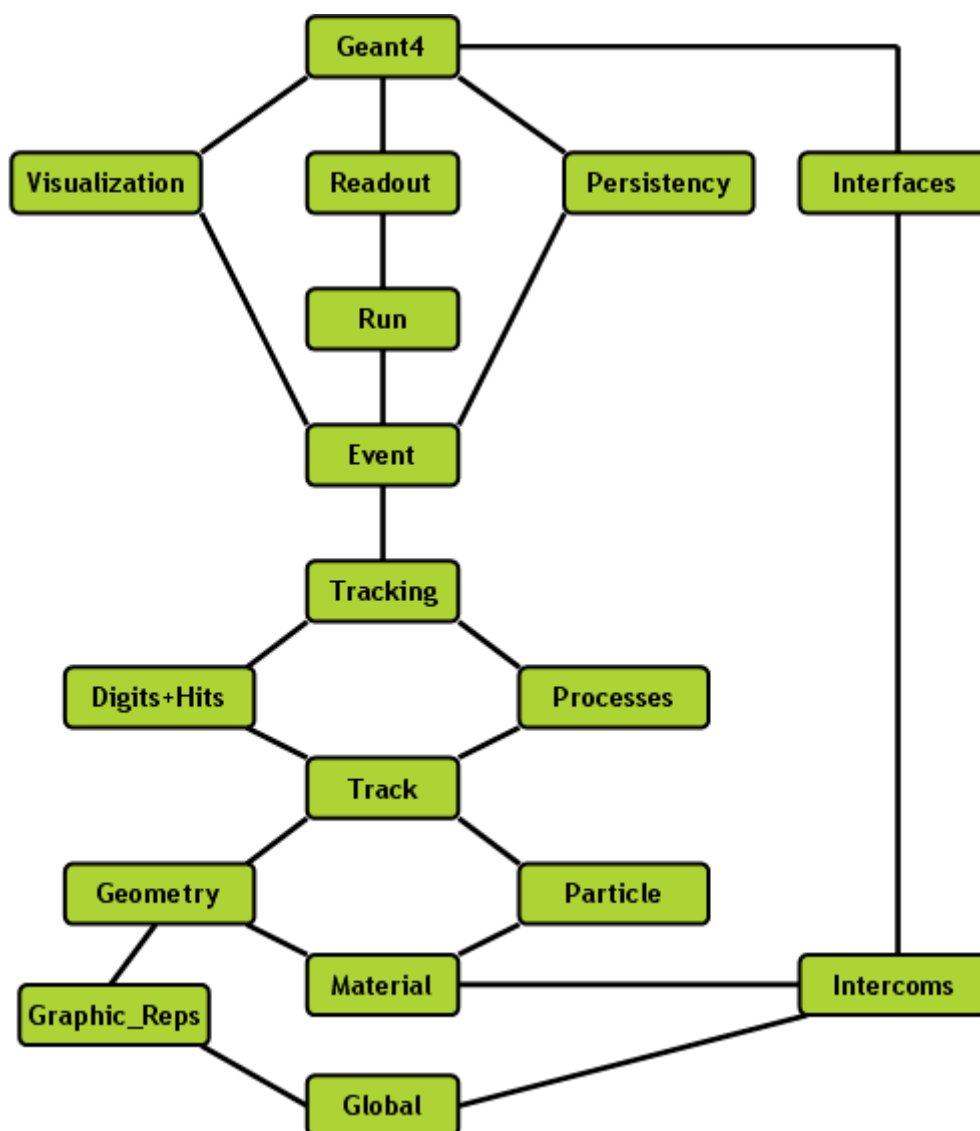 Geant4
Visualization
Readout
Persistency
Interfaces
Run
Event
Tracking
Digits+Hits
Processes
Track
Geometry
Particle
Material
Intercoms
Graphic_Reps
Global